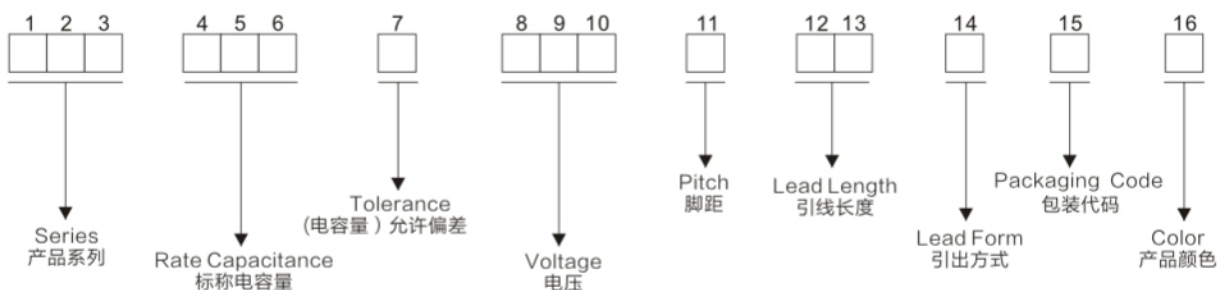 1 2 3 4 5 6 7 8 9 10 11 12 13 14 15 16
Series
产品系列
Rate Capacitance
标称电容量
Tolerance
(电容量)允许偏差
Voltage
电压
Pitch
脚距
Lead Length
引线长度
Lead Form
引出方式
Packaging Code
包装代码
Color
产品颜色